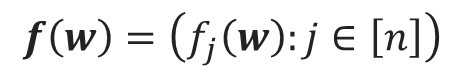 𝒇(𝒘) = (𝑓ⱼ(𝒘): 𝑗 ∈ [𝑛])